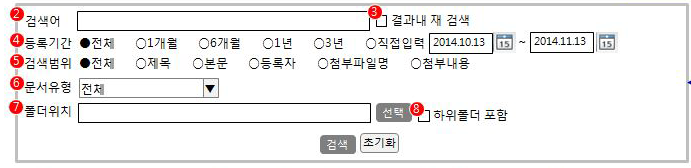 2 검색어 3 결과내 재 검색
4 등록기간 ●전체 ○1개월 ○6개월 ○1년 ○3년 ○직접입력 2014.10.13 15 ~ 2014.11.13 15
5 검색범위 ●전체 ○제목 ○본문 ○등록자 ○첨부파일명 ○첨부내용
6 문서유형 전체 ▼
7 폴더위치 선택 8 하위폴더 포함
검색 초기화